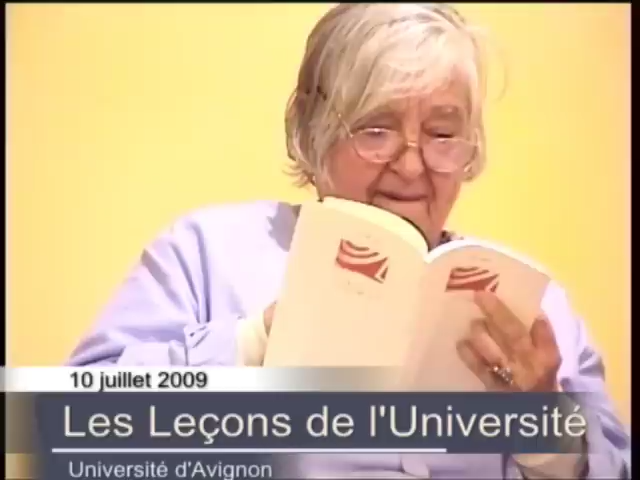 10 juillet 2009
Les Leçons de l'Université
Université d'Avignon